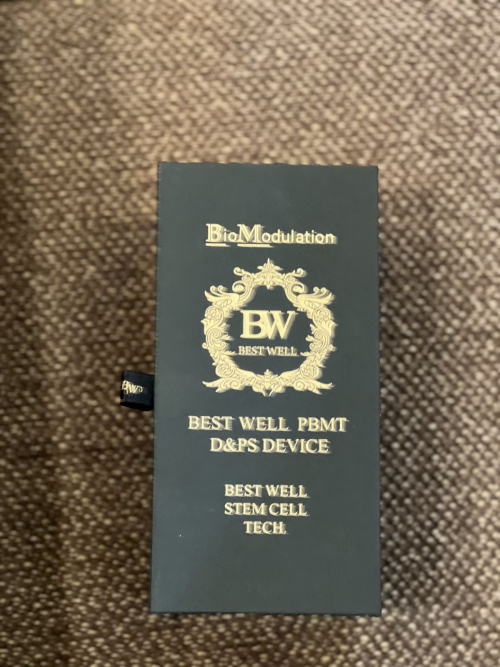 BioModulation
BW
BEST WELL
BW
BEST WELL PBMT
D&PS DEVICE
BEST WELL
STEM CELL
TECH.